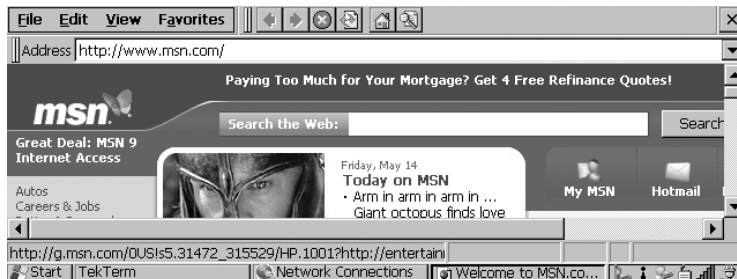 File Edit View Favorites
Address http://www.msn.com/
Paying Too Much for Your Mortgage? Get 4 Free Refinance Quotes!
msn
Search the Web:
Search
Great Deal: MSN 9
Internet Access
Friday, May 14
Today on MSN
· Arm in arm in arm in ...
Giant octopus finds love
My MSN
Hotmail
Autos
Careers & Jobs
http://g.msn.com/0US!s5.31472_315529/HP.1001?http://entertain
Start
TekTerm
Network Connections
Welcome to MSN.co...